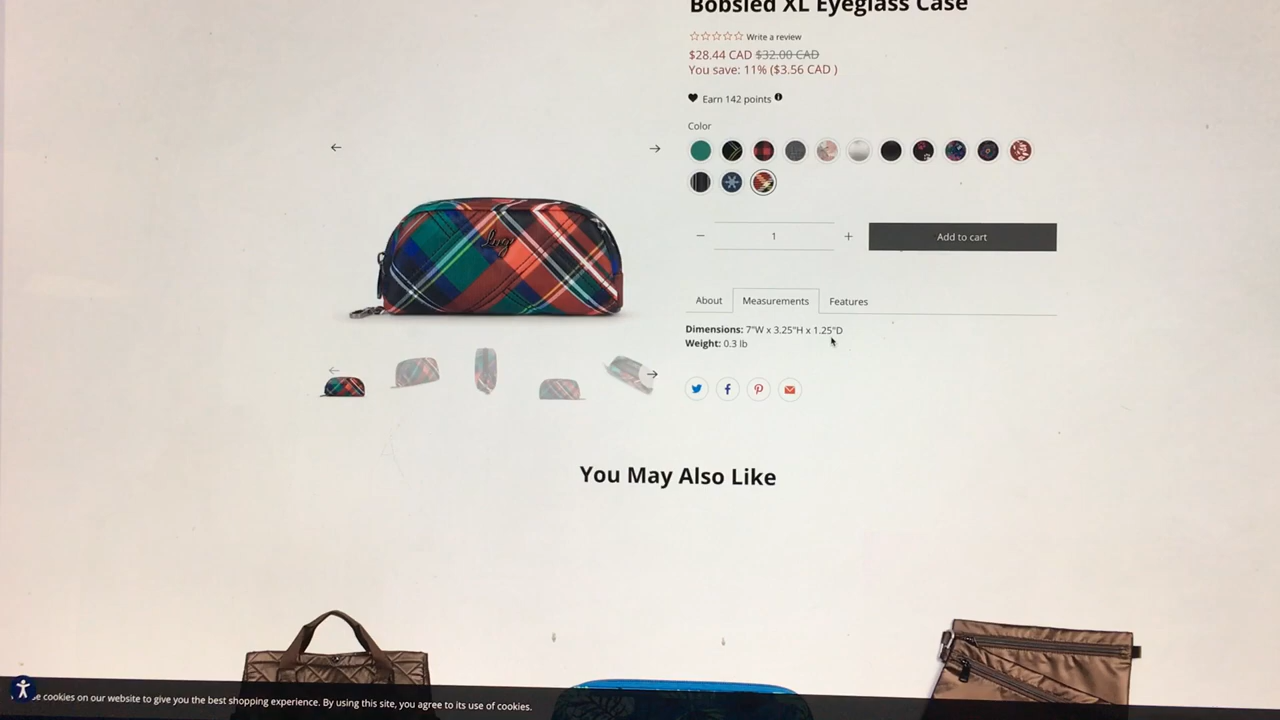 Bobsled XL Eyeglass Case
Write a review
$28.44 CAD $32.00 CAD
You save: 11% ($3.56 CAD )
Earn 142 points
Color
Lug
− 1 +
Add to cart
About Measurements Features
Dimensions: 7"W x 3.25"H x 1.25"D
Weight: 0.3 lb
You May Also Like
e cookies on our website to give you the best shopping experience. By using this site, you agree to its use of cookies.